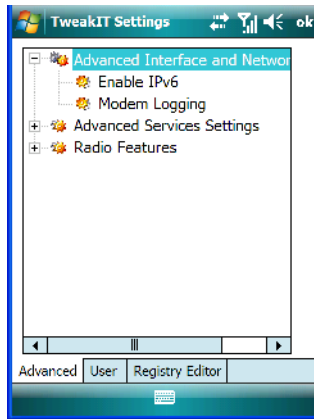 TweakIT Settings ok
Advanced Interface and Networ
Enable IPv6
Modem Logging
Advanced Services Settings
Radio Features
Advanced User Registry Editor